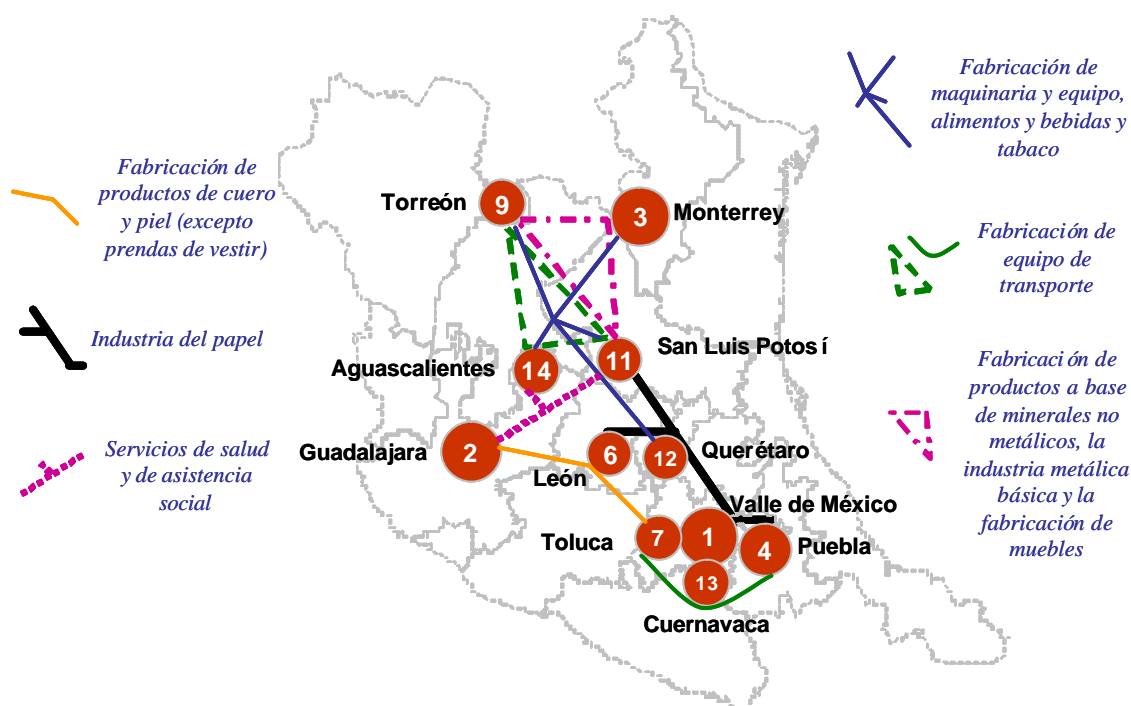 Fabricación de
productos de cuero
y piel (excepto
prendas de vestir)
Industria del papel
Servicios de salud
y de asistencia
social
Torreón
9
3
Monterrey
Aguascalientes
14
11
San Luis Potos í
Guadalajara
2
León
6
12
Querétaro
Valle de México
Toluca
7
1
4
Puebla
13
Cuernavaca
Fabricación de
maquinaria y equipo,
alimentos y bebidas y
tabaco
Fabricación de
equipo de
transporte
Fabricación de
productos a base
de minerales no
metálicos, la
industria metálica
básica y la
fabricación de
muebles